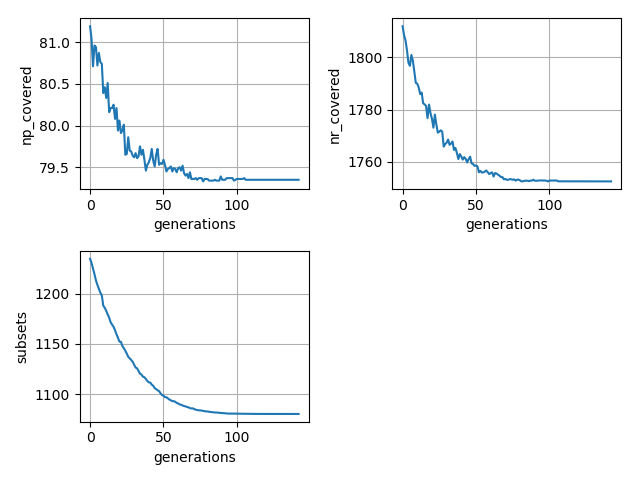 np_covered
81.0
80.5
80.0
79.5
0 50 100
generations
nr_covered
1800
1780
1760
0 50 100
generations
subsets
1200
1150
1100
0 50 100
generations